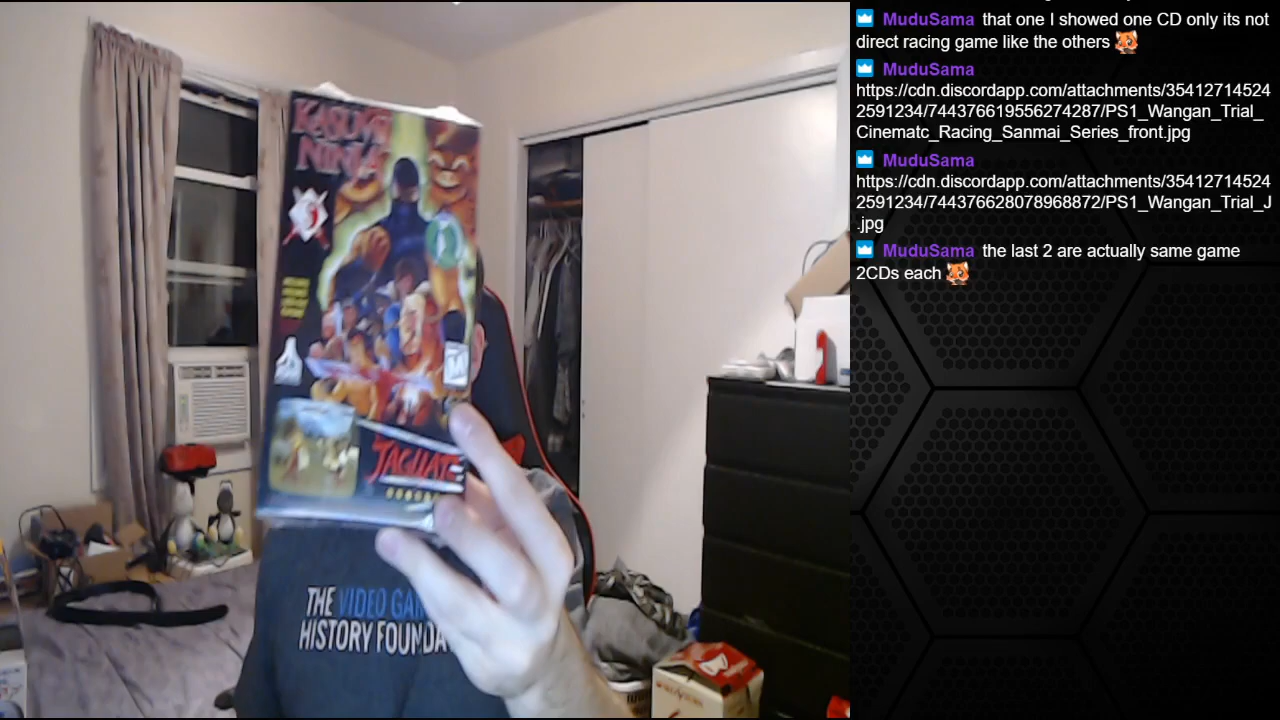 KASUMI
NINJA
M
JAGUAR
THE VIDEO GAM
HISTORY FOUNDA
MuduSama that one I showed one CD only its not
direct racing game like the others
MuduSama
https://cdn.discordapp.com/attachments/35412714524
2591234/744376619556274287/PS1_Wangan_Trial_
Cinematc_Racing_Sanmai_Series_front.jpg
MuduSama
https://cdn.discordapp.com/attachments/35412714524
2591234/744376628078968872/PS1_Wangan_Trial_J
.jpg
MuduSama the last 2 are actually same game
2CDs each